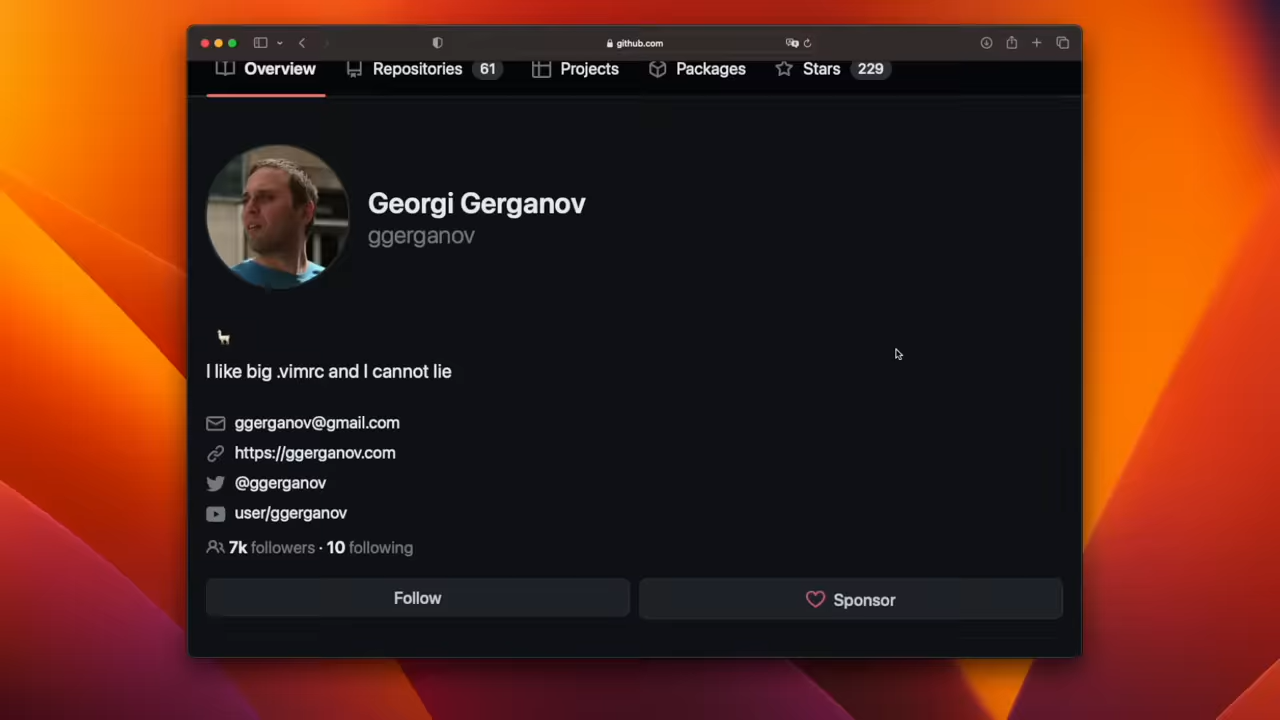 github.com
Overview Repositories 61 Projects Packages Stars 229
Georgi Gerganov
ggerganov
I like big .vimrc and I cannot lie
ggerganov@gmail.com
https://ggerganov.com
@ggerganov
user/ggerganov
7k followers · 10 following
Follow Sponsor